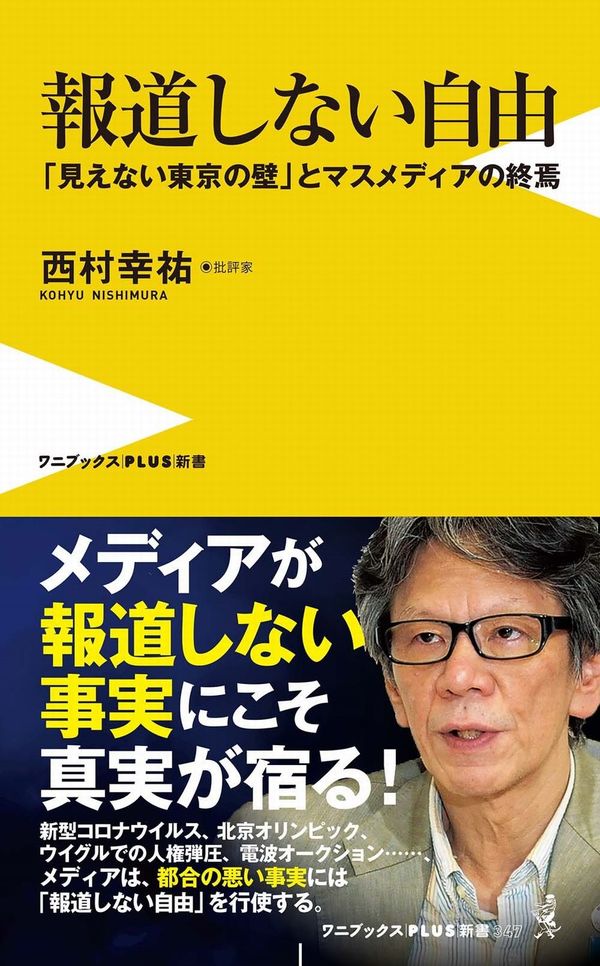 報道しない自由
「見えない東京の壁」とマスメディアの終焉
西村幸祐 ◉批評家
KOHYU NISHIMURA
ワニブックス|PLUS|新書
メディアが
報道しない
事実にこそ
真実が宿る！
新型コロナウイルス、北京オリンピック、
ウイグルでの人権弾圧、電波オークション……、
メディアは、都合の悪い事実には
「報道しない自由」を行使する。
ワニブックス|PLUS|新書 347